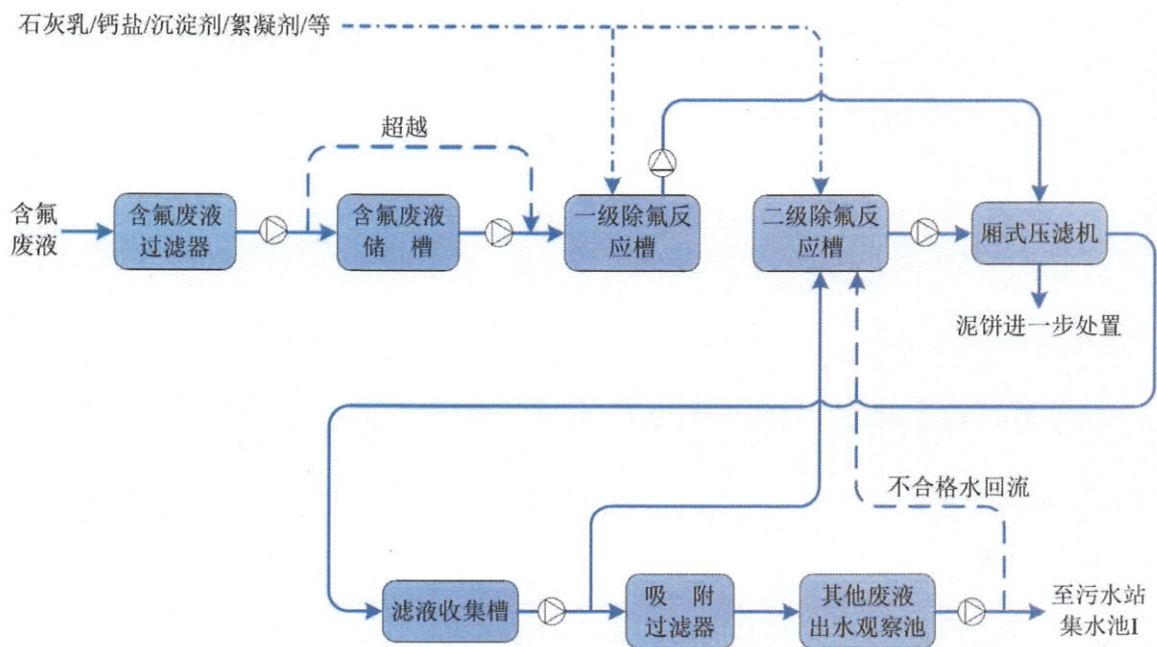 石灰乳/钙盐/沉淀剂/絮凝剂/等
超越
含氟
废液
含氟废液
过滤器
含氟废液
储 槽
一级除氟反
应槽
二级除氟反
应槽
厢式压滤机
泥饼进一步处置
不合格水回流
滤液收集槽
吸 附
过滤器
其他废液
出水观察池
至污水站
集水池I